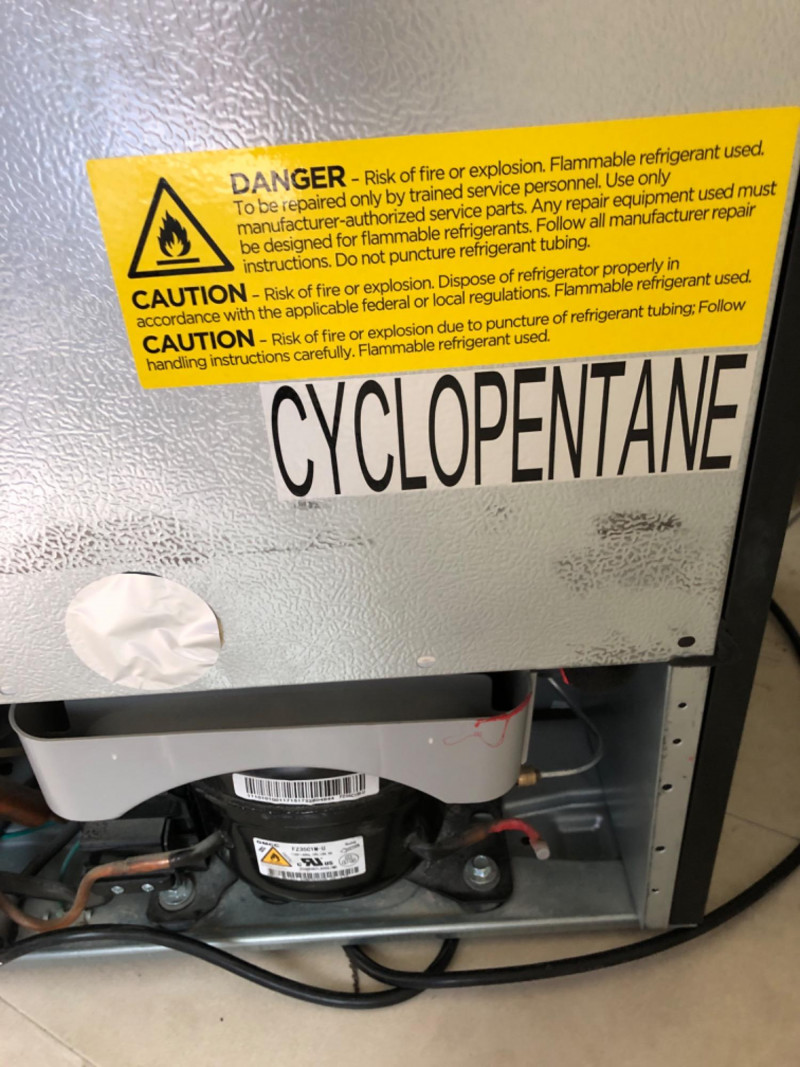 DANGER – Risk of fire or explosion. Flammable refrigerant used.
To be repaired only by trained service personnel. Use only
manufacturer-authorized service parts. Any repair equipment used must
be designed for flammable refrigerants. Follow all manufacturer repair
instructions. Do not puncture refrigerant tubing.
CAUTION – Risk of fire or explosion. Dispose of refrigerator properly in
accordance with the applicable federal or local regulations. Flammable refrigerant used.
CAUTION – Risk of fire or explosion due to puncture of refrigerant tubing; Follow
handling instructions carefully. Flammable refrigerant used.
CYCLOPENTANE